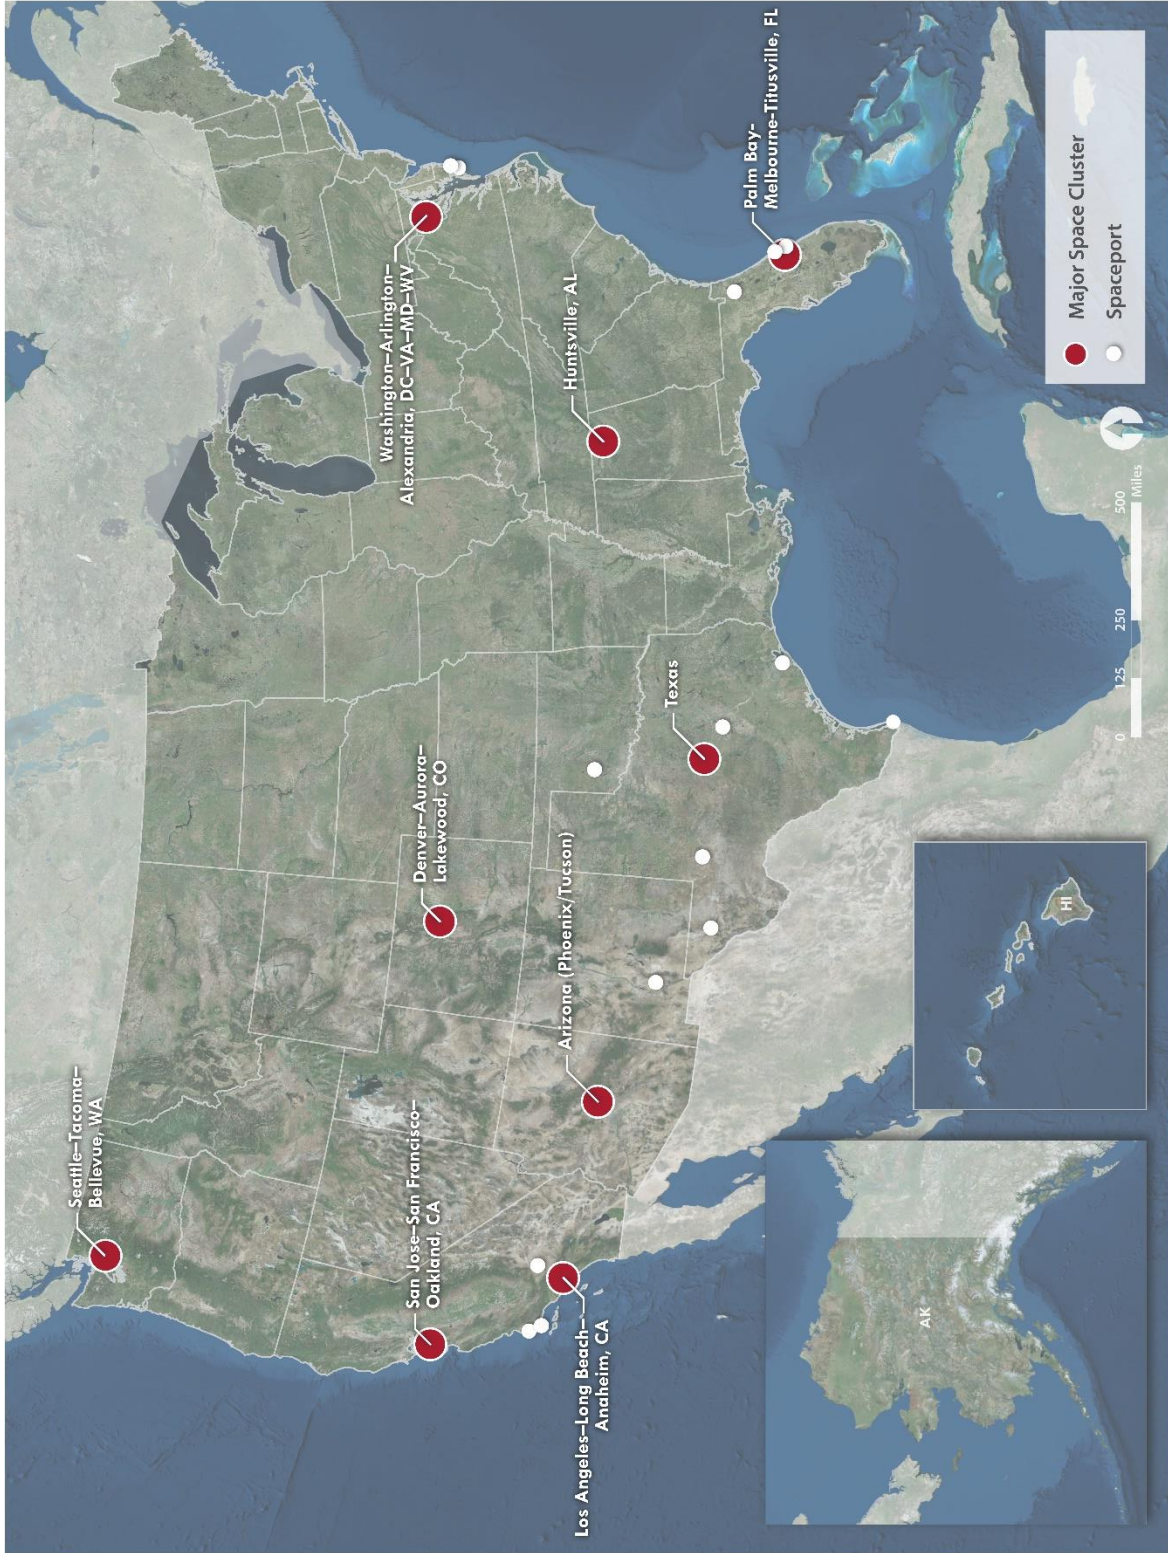 Seattle–Tacoma–
Bellevue, WA
San Jose–San Francisco–
Oakland, CA
Los Angeles–Long Beach–
Anaheim, CA
Denver–Aurora–
Lakewood, CO
Arizona (Phoenix/Tucson)
Texas
Washington–Arlington–
Alexandria, DC–VA–MD–WV
Huntsville, AL
Palm Bay-
Melbourne-Titusville, FL
AK
HI
0 125 250 500
Miles
Major Space Cluster
Spaceport